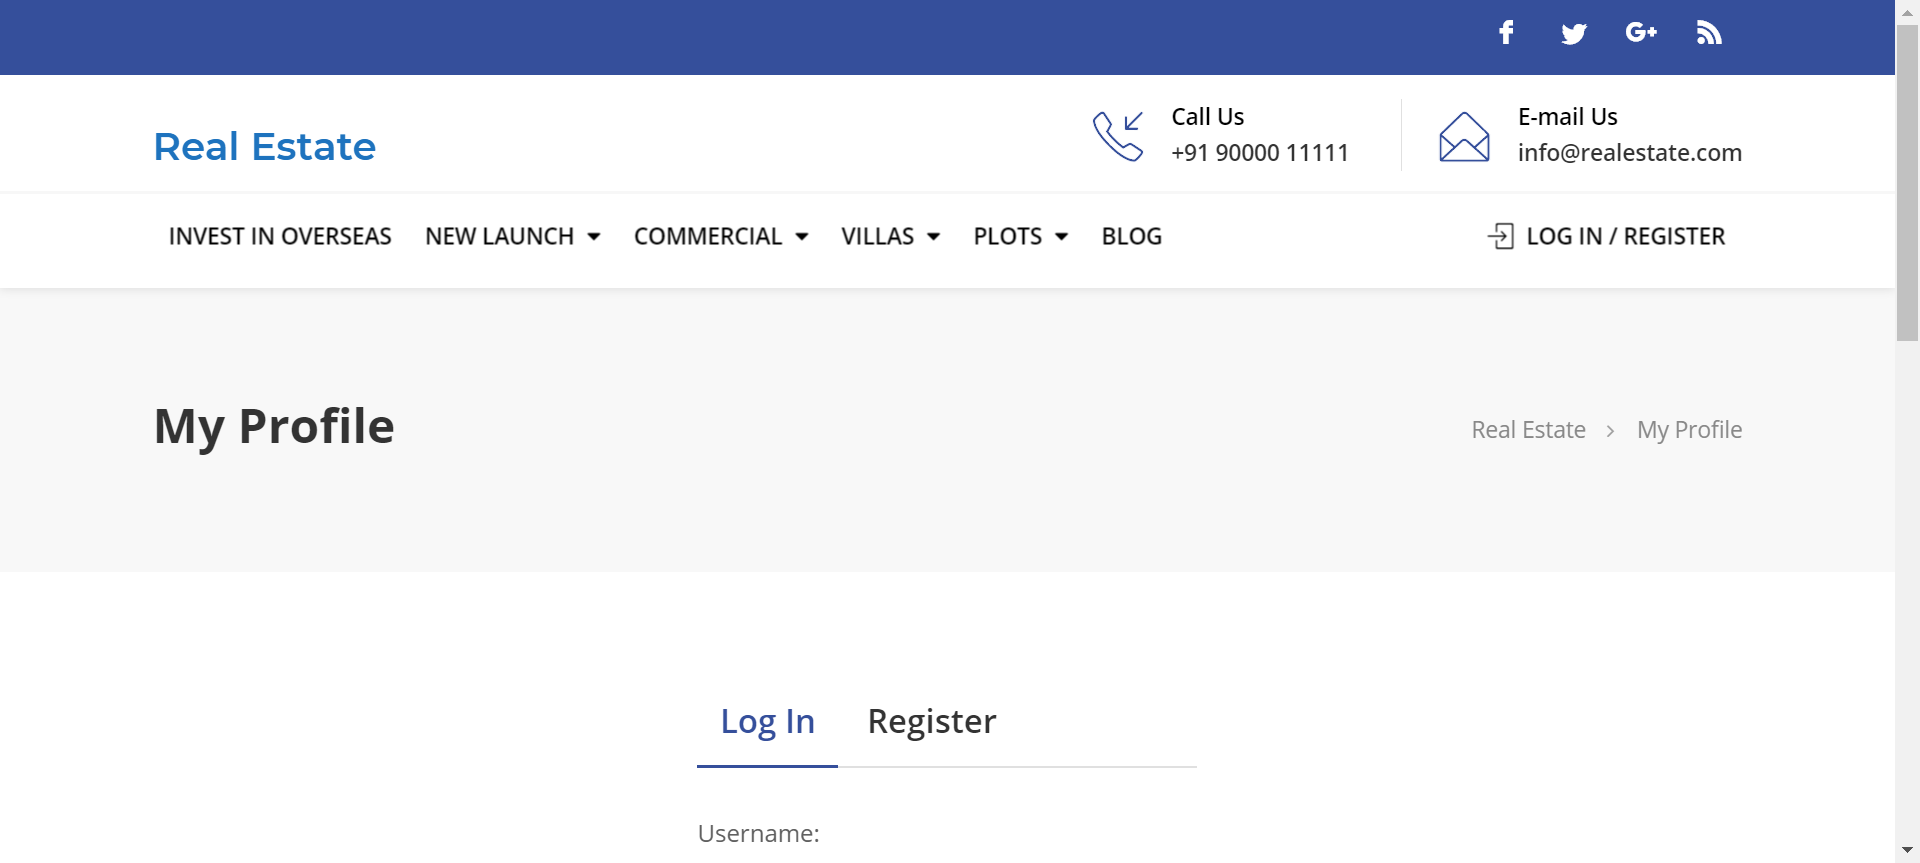 Real Estate
Call Us
+91 90000 11111
E-mail Us
info@realestate.com
INVEST IN OVERSEAS NEW LAUNCH COMMERCIAL VILLAS PLOTS BLOG LOG IN / REGISTER
My Profile
Real Estate > My Profile
Log In Register
Username: